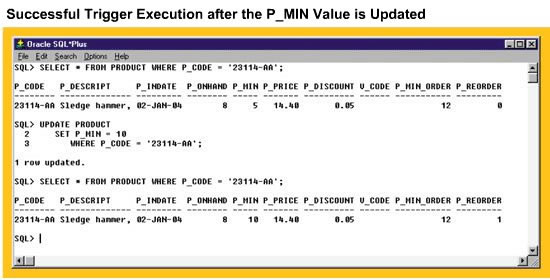 Successful Trigger Execution after the P_MIN Value is Updated
Oracle SQL*Plus
File Edit Search Options Help
SQL> SELECT * FROM PRODUCT WHERE P_CODE = '23114-AA';
P_CODE P_DESCRIPT P_INDATE P_ONHAND P_MIN P_PRICE P_DISCOUNT V_CODE P_MIN_ORDER P_REORDER
-------- --------------- --------- -------- ----- ------- ---------- ------ ----------- ---------
23114-AA Sledge hammer, 02-JAN-04 8 5 14.40 0.05 12 0
SQL> UPDATE PRODUCT
2 SET P_MIN = 10
3 WHERE P_CODE = '23114-AA';
1 row updated.
SQL> SELECT * FROM PRODUCT WHERE P_CODE = '23114-AA';
P_CODE P_DESCRIPT P_INDATE P_ONHAND P_MIN P_PRICE P_DISCOUNT V_CODE P_MIN_ORDER P_REORDER
-------- --------------- --------- -------- ----- ------- ---------- ------ ----------- ---------
23114-AA Sledge hammer, 02-JAN-04 8 10 14.40 0.05 12 1
SQL>